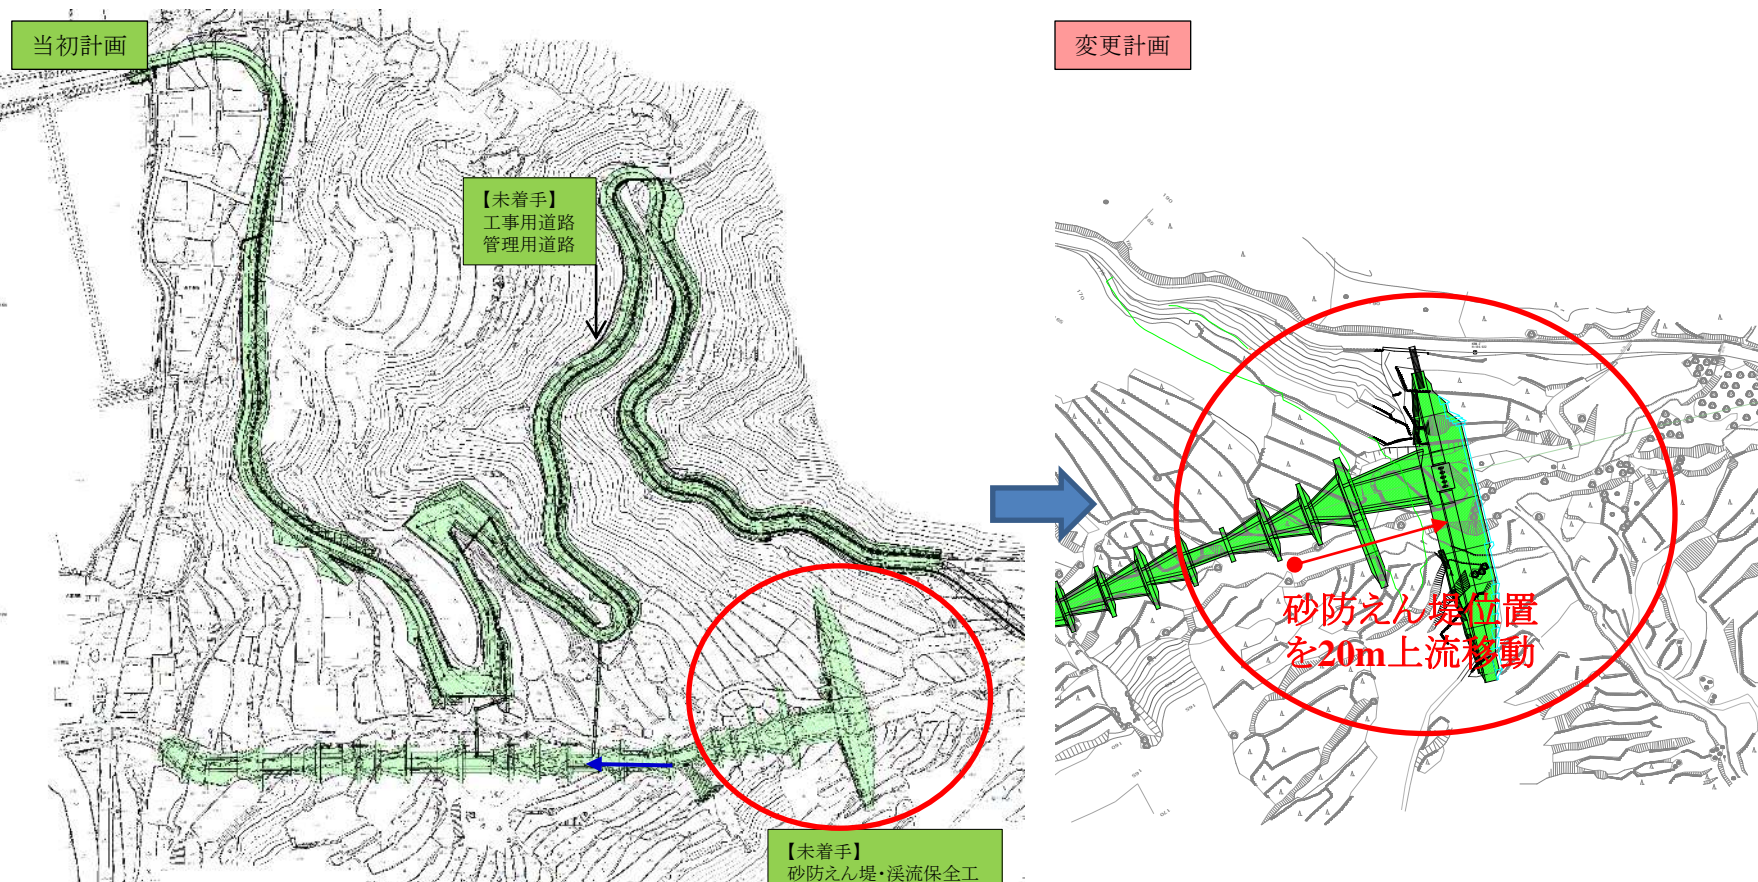 当初計画
【未着手】
工事用道路
管理用道路
【未着手】
砂防えん堤・渓流保全工
変更計画
砂防えん堤位置
を20m上流移動